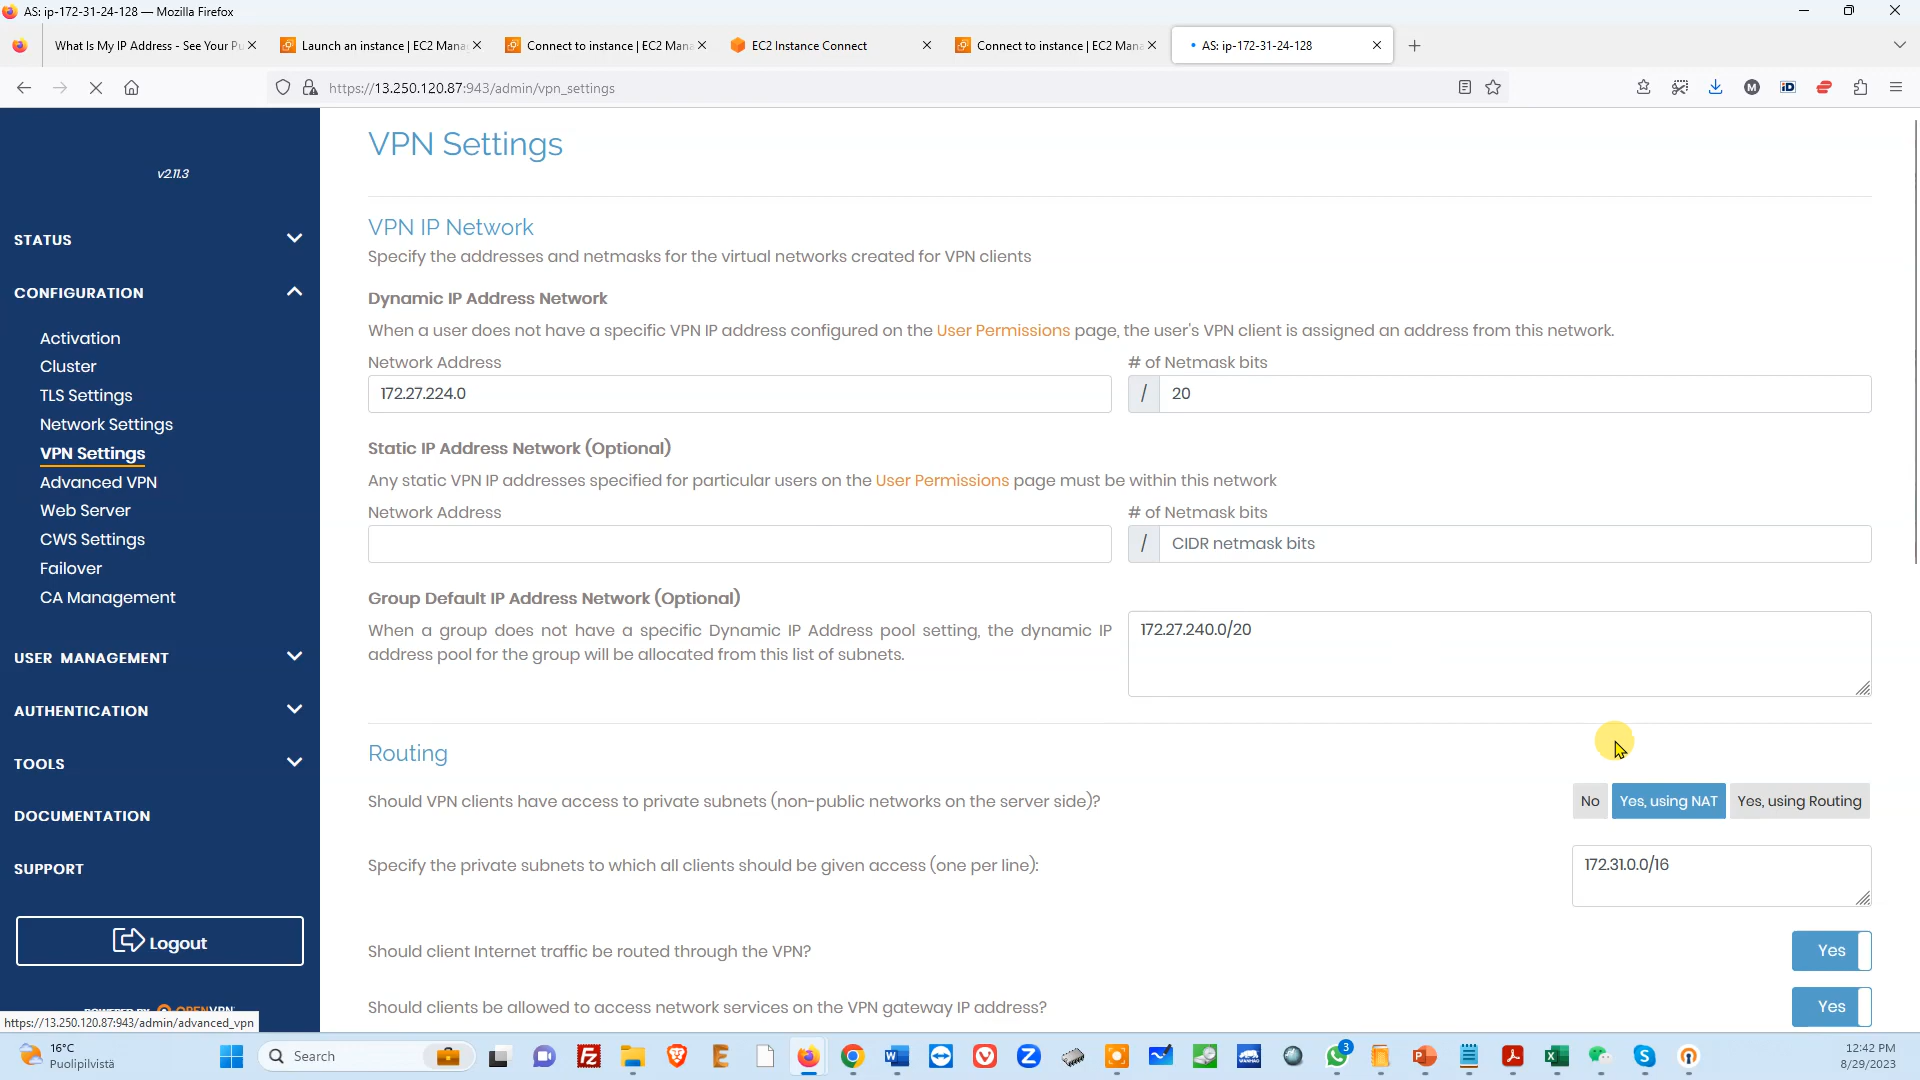 AS: ip-172-31-24-128 — Mozilla Firefox
What Is My IP Address - See Your Pu
Launch an instance | EC2 Mana
Connect to instance | EC2 Mana
EC2 Instance Connect
Connect to instance | EC2 Mana
AS: ip-172-31-24-128
https://13.250.120.87:943/admin/vpn_settings
v2.11.3
STATUS
CONFIGURATION
Activation
Cluster
TLS Settings
Network Settings
VPN Settings
Advanced VPN
Web Server
CWS Settings
Failover
CA Management
USER MANAGEMENT
AUTHENTICATION
TOOLS
DOCUMENTATION
SUPPORT
Logout
POWERED BY OPENVPN
https://13.250.120.87:943/admin/advanced_vpn
VPN Settings
VPN IP Network
Specify the addresses and netmasks for the virtual networks created for VPN clients
Dynamic IP Address Network
When a user does not have a specific VPN IP address configured on the User Permissions page, the user's VPN client is assigned an address from this network.
Network Address
# of Netmask bits
172.27.224.0
/ 20
Static IP Address Network (Optional)
Any static VPN IP addresses specified for particular users on the User Permissions page must be within this network
Network Address
# of Netmask bits
/ CIDR netmask bits
Group Default IP Address Network (Optional)
When a group does not have a specific Dynamic IP Address pool setting, the dynamic IP
address pool for the group will be allocated from this list of subnets.
172.27.240.0/20
Routing
Should VPN clients have access to private subnets (non-public networks on the server side)?
No Yes, using NAT Yes, using Routing
Specify the private subnets to which all clients should be given access (one per line):
172.31.0.0/16
Should client Internet traffic be routed through the VPN?
Yes
Should clients be allowed to access network services on the VPN gateway IP address?
Yes
16°C
Puolipilvistä
Search
3
12:42 PM
8/29/2023